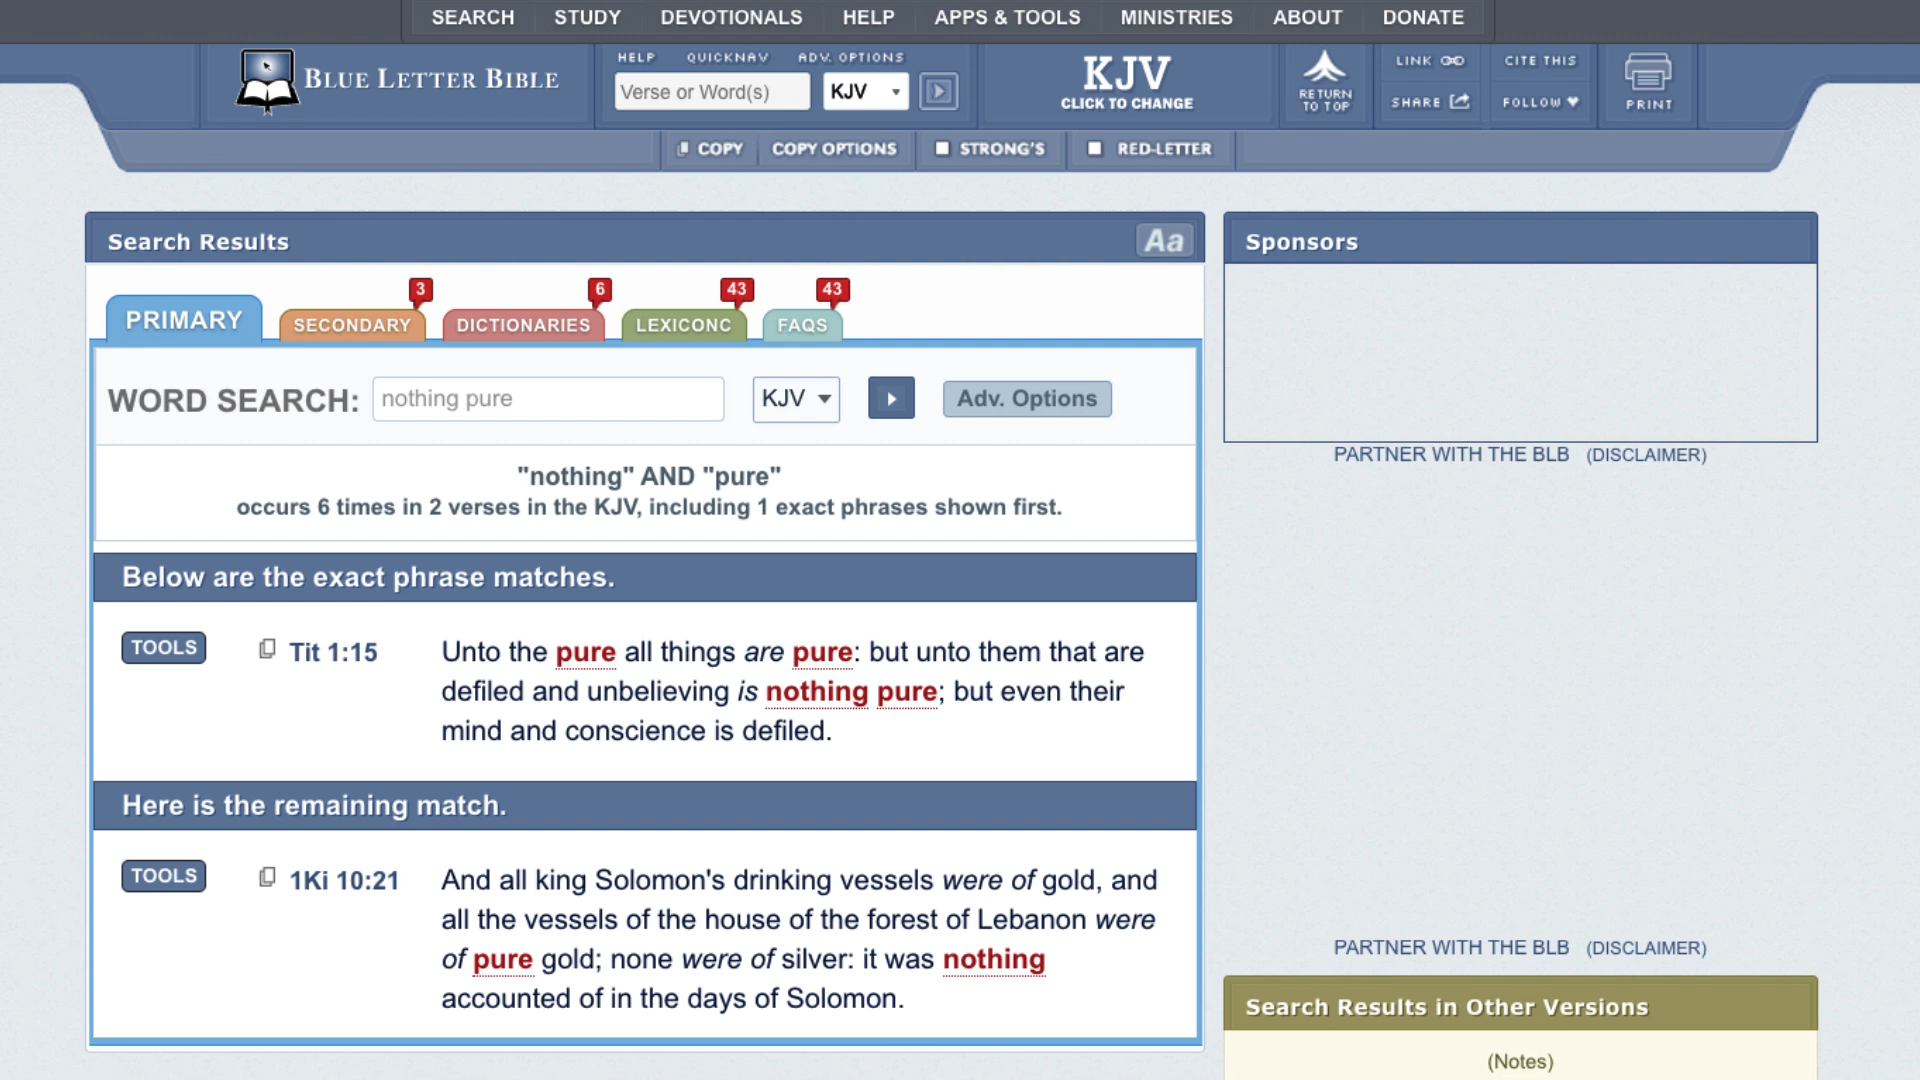 SEARCH STUDY DEVOTIONALS HELP APPS & TOOLS MINISTRIES ABOUT DONATE
BLUE LETTER BIBLE
HELP QUICKNAV ADV. OPTIONS
Verse or Word(s) KJV
KJV
CLICK TO CHANGE
RETURN
TO TOP
LINK
SHARE
CITE THIS
FOLLOW
PRINT
COPY COPY OPTIONS STRONG'S RED-LETTER
Search Results Aa
PRIMARY
SECONDARY 3
DICTIONARIES 6
LEXICONC 43
FAQS 43
WORD SEARCH: nothing pure KJV Adv. Options
"nothing" AND "pure"
occurs 6 times in 2 verses in the KJV, including 1 exact phrases shown first.
Below are the exact phrase matches.
TOOLS Tit 1:15 Unto the pure all things are pure: but unto them that are
defiled and unbelieving is nothing pure; but even their
mind and conscience is defiled.
Here is the remaining match.
TOOLS 1Ki 10:21 And all king Solomon's drinking vessels were of gold, and
all the vessels of the house of the forest of Lebanon were
of pure gold; none were of silver: it was nothing
accounted of in the days of Solomon.
Sponsors
PARTNER WITH THE BLB (DISCLAIMER)
PARTNER WITH THE BLB (DISCLAIMER)
Search Results in Other Versions
(Notes)